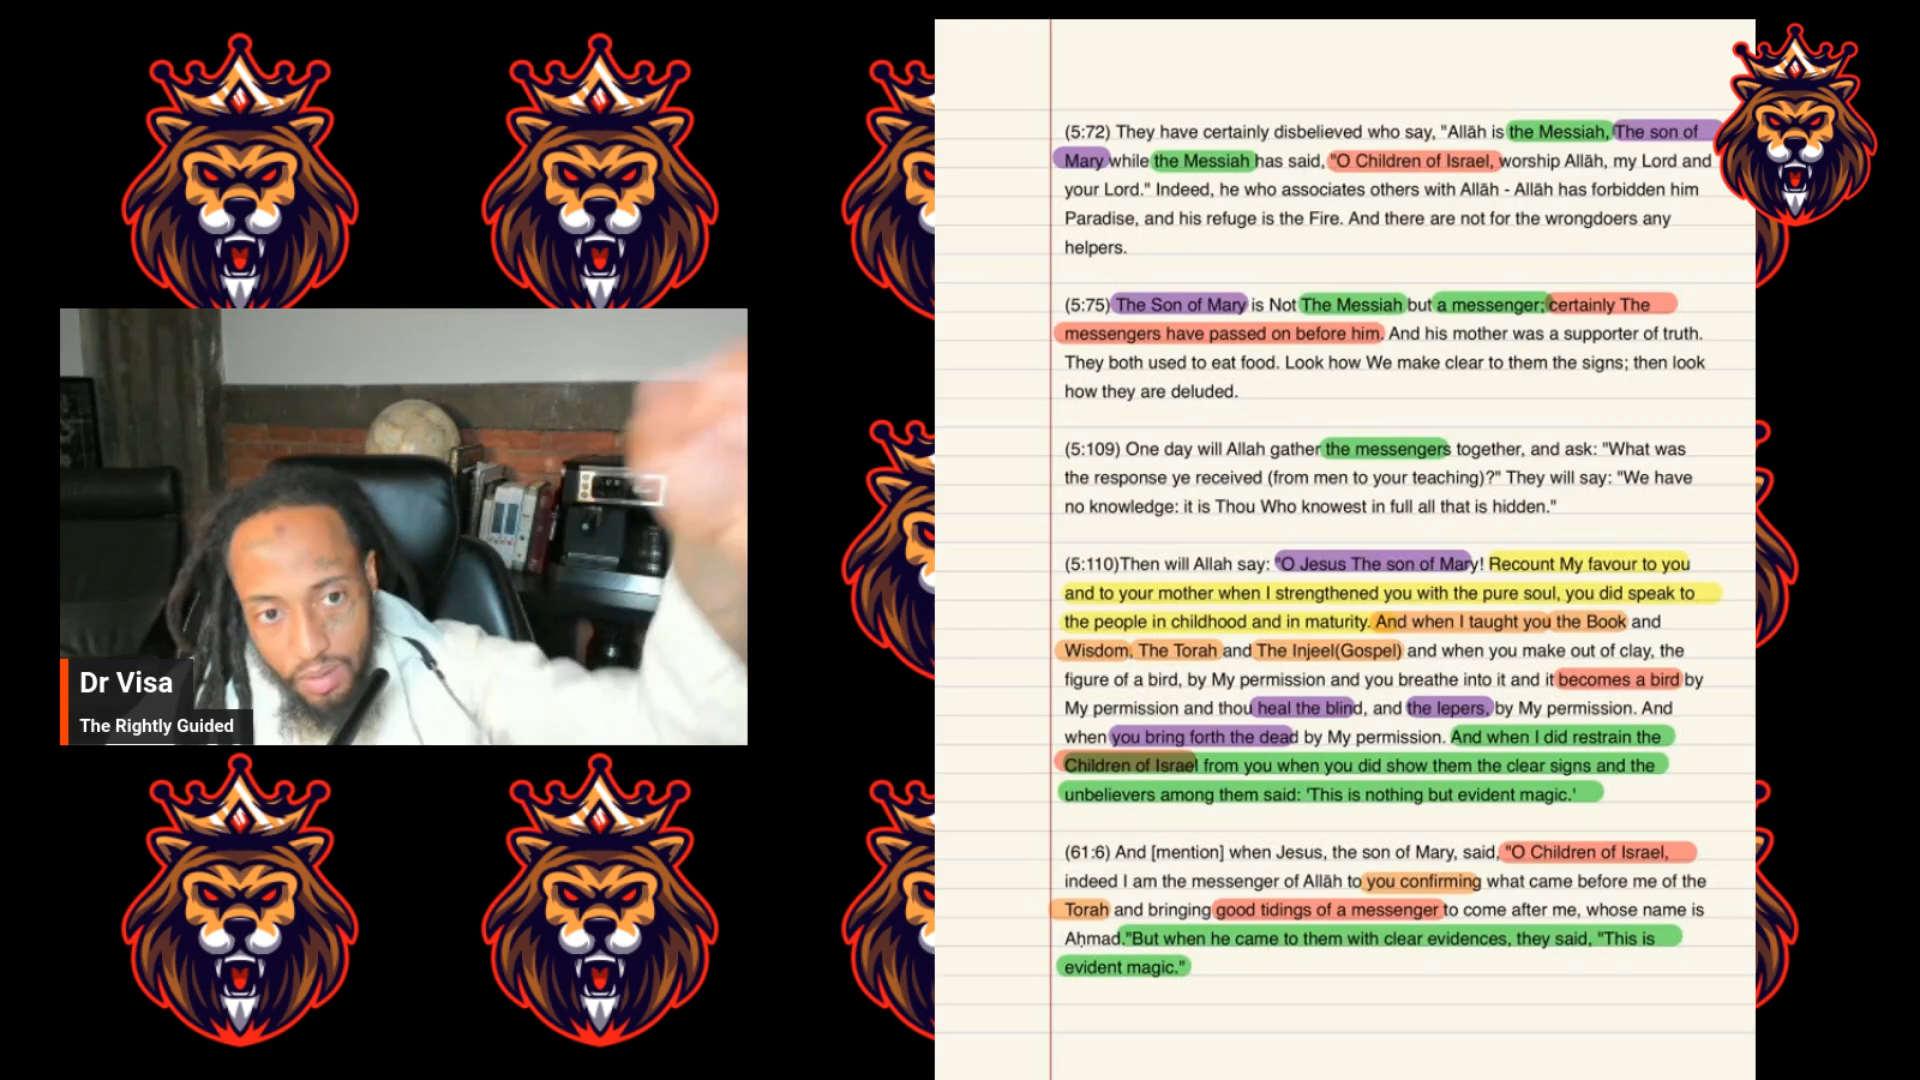 Dr Visa
The Rightly Guided
(5:72) They have certainly disbelieved who say, "Allāh is the Messiah, The son of
Mary while the Messiah has said, "O Children of Israel, worship Allāh, my Lord and
your Lord." Indeed, he who associates others with Allāh - Allāh has forbidden him
Paradise, and his refuge is the Fire. And there are not for the wrongdoers any
helpers.
(5:75) The Son of Mary is Not The Messiah but a messenger; certainly The
messengers have passed on before him. And his mother was a supporter of truth.
They both used to eat food. Look how We make clear to them the signs; then look
how they are deluded.
(5:109) One day will Allah gather the messengers together, and ask: "What was
the response ye received (from men to your teaching)?" They will say: "We have
no knowledge: it is Thou Who knowest in full all that is hidden."
(5:110)Then will Allah say: "O Jesus The son of Mary! Recount My favour to you
and to your mother when I strengthened you with the pure soul, you did speak to
the people in childhood and in maturity. And when I taught you the Book and
Wisdom, The Torah and The Injeel(Gospel) and when you make out of clay, the
figure of a bird, by My permission and you breathe into it and it becomes a bird by
My permission and thou heal the blind, and the lepers, by My permission. And
when you bring forth the dead by My permission. And when I did restrain the
Children of Israel from you when you did show them the clear signs and the
unbelievers among them said: 'This is nothing but evident magic.'
(61:6) And [mention] when Jesus, the son of Mary, said, "O Children of Israel,
indeed I am the messenger of Allāh to you confirming what came before me of the
Torah and bringing good tidings of a messenger to come after me, whose name is
Aḥmad."But when he came to them with clear evidences, they said, "This is
evident magic."